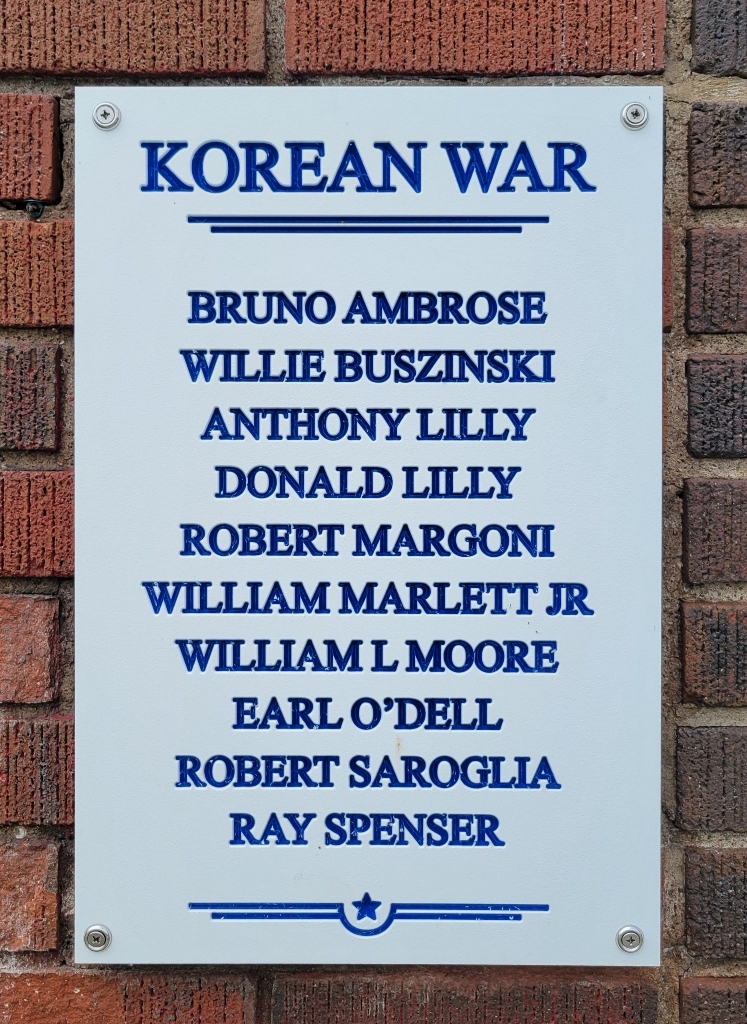 KOREAN WAR
BRUNO AMBROSE
WILLIE BUSZINSKI
ANTHONY LILLY
DONALD LILLY
ROBERT MARGONI
WILLIAM MARLETT JR
WILLIAM L MOORE
EARL O’DELL
ROBERT SAROGLIA
RAY SPENSER